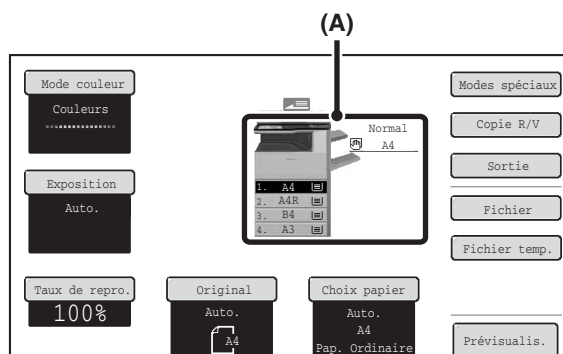 (A)
Mode couleur
Couleurs
Modes spéciaux
Normal
A4
Copie R/V
Sortie
Exposition
Auto.
1. A4
2. A4R
3. B4
4. A3
Fichier
Fichier temp.
Taux de repro.
100%
Original
Auto.
A4
Choix papier
Auto.
A4
Pap. Ordinaire
Prévisualis.